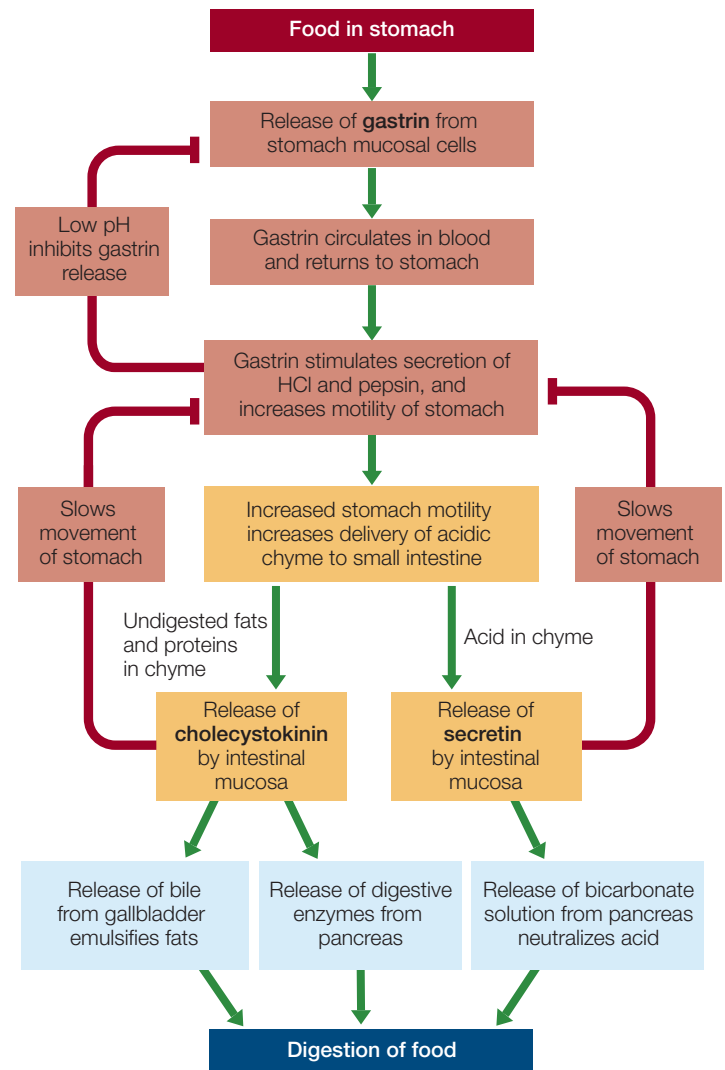 Food in stomach
Release of gastrin from
stomach mucosal cells
Low pH
inhibits gastrin
release
Gastrin circulates in blood
and returns to stomach
Gastrin stimulates secretion of
HCl and pepsin, and
increases motility of stomach
Slows
movement
of stomach
Increased stomach motility
increases delivery of acidic
chyme to small intestine
Slows
movement
of stomach
Undigested fats
and proteins
in chyme
Acid in chyme
Release of
cholecystokinin
by intestinal
mucosa
Release of
secretin
by intestinal
mucosa
Release of bile
from gallbladder
emulsifies fats
Release of digestive
enzymes from
pancreas
Release of bicarbonate
solution from pancreas
neutralizes acid
Digestion of food